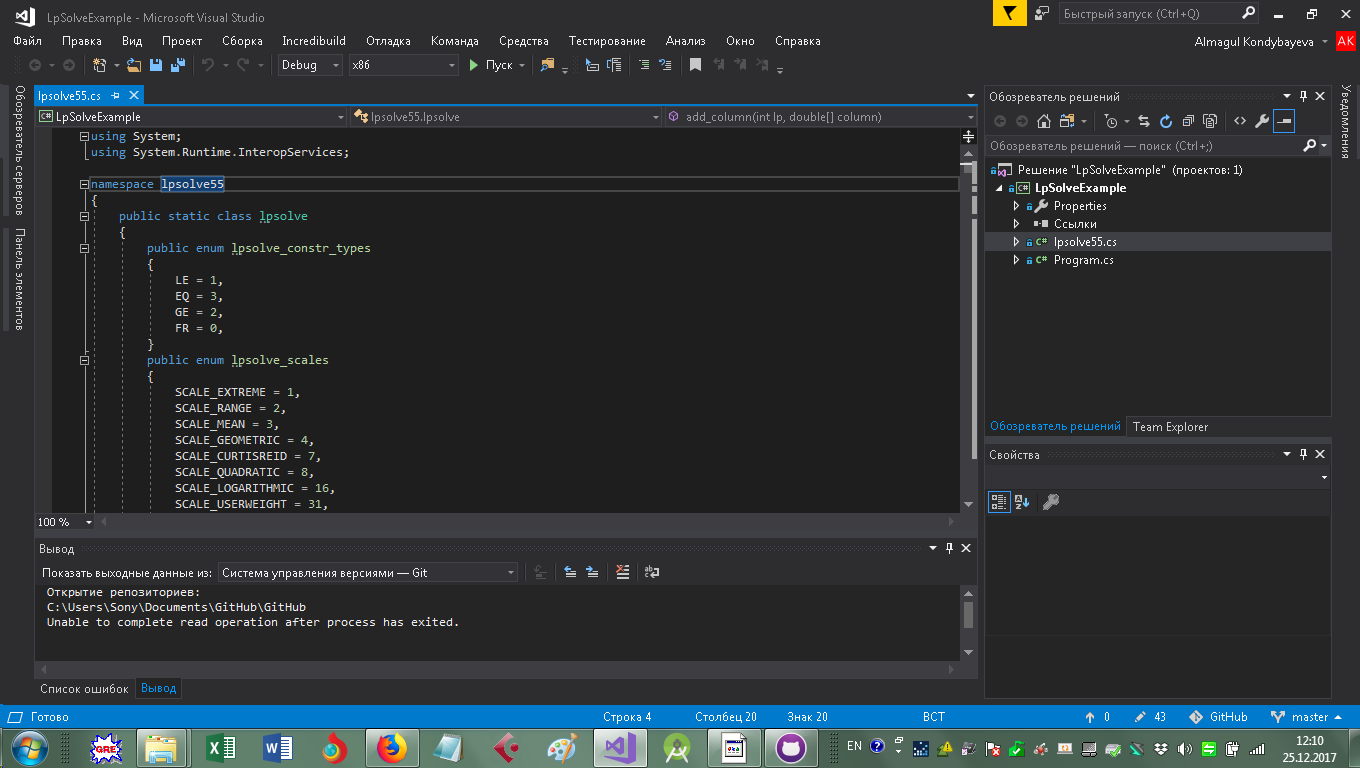 LpSolveExample - Microsoft Visual Studio
Быстрый запуск (Ctrl+Q)
Файл Правка Вид Проект Сборка Incredibuild Отладка Команда Средства Тестирование Анализ Окно Справка
Almagul Kondybayeva AK
Debug x86 Пуск
Обозреватель серверов
Панель элементов
lpsolve55.cs
LpSolveExample lpsolve55.lpsolve add_column(int lp, double[] column)
using System;
using System.Runtime.InteropServices;
namespace lpsolve55
{
public static class lpsolve
{
public enum lpsolve_constr_types
{
LE = 1,
EQ = 3,
GE = 2,
FR = 0,
}
public enum lpsolve_scales
{
SCALE_EXTREME = 1,
SCALE_RANGE = 2,
SCALE_MEAN = 3,
SCALE_GEOMETRIC = 4,
SCALE_CURTISREID = 7,
SCALE_QUADRATIC = 8,
SCALE_LOGARITHMIC = 16,
SCALE_USERWEIGHT = 31,
100 %
Вывод
Показать выходные данные из: Система управления версиями — Git
Открытие репозиториев:
C:\Users\Sony\Documents\GitHub\GitHub
Unable to complete read operation after process has exited.
Список ошибок Вывод
Обозреватель решений
Обозреватель решений — поиск (Ctrl+;)
Решение "LpSolveExample" (проектов: 1)
LpSolveExample
Properties
Ссылки
lpsolve55.cs
Program.cs
Обозреватель решений Team Explorer
Свойства
Уведомления
Готово Строка 4 Столбец 20 Знак 20 ВСТ 0 43 GitHub master
GRE
EN
12:10
25.12.2017